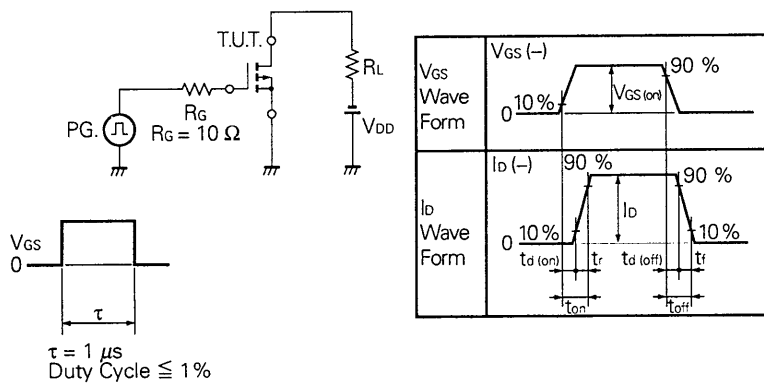 T.U.T.
RL
RG
RG = 10 Ω
PG.
VDD
VGS
0
τ
τ = 1 μs
Duty Cycle ≦ 1%
VGS
Wave
Form
VGS (–)
90 %
VGS (on)
10 %
0
ID
Wave
Form
ID (–)
90 %
90 %
ID
10 %
0
10 %
td (on)
tr
td (off)
tf
ton
toff